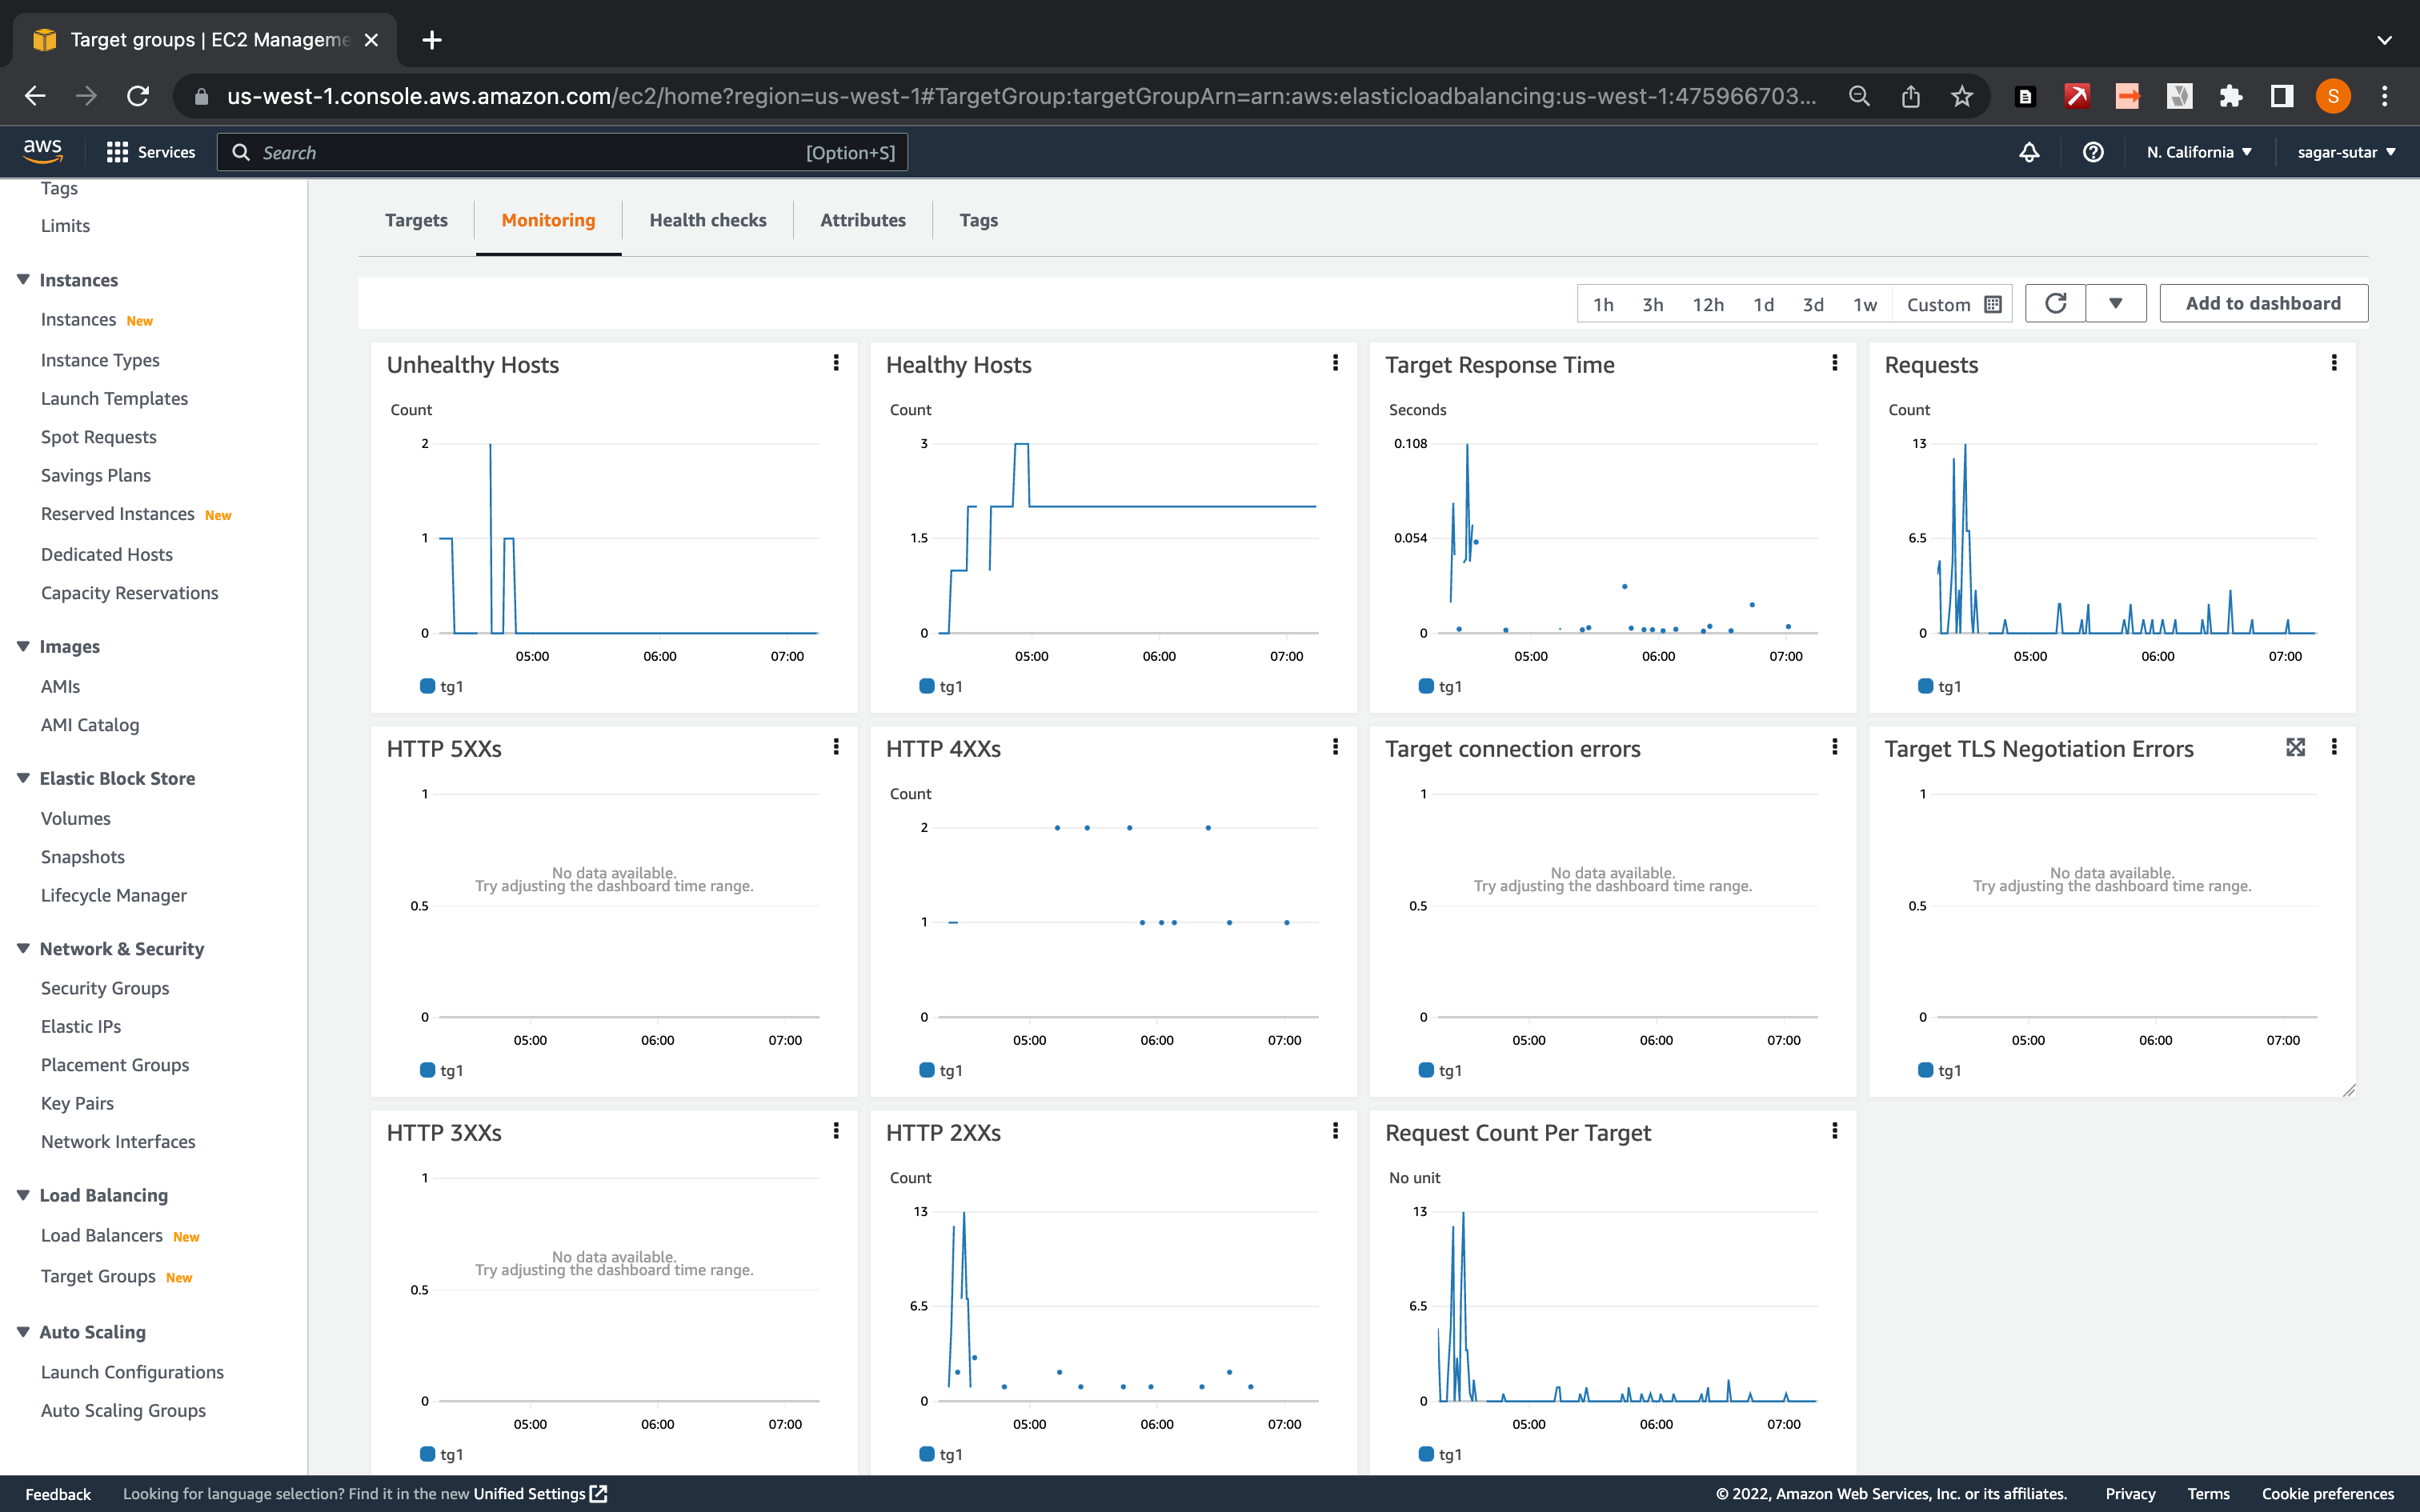 Target groups | EC2 Manageme
us-west-1.console.aws.amazon.com/ec2/home?region=us-west-1#TargetGroup:targetGroupArn=arn:aws:elasticloadbalancing:us-west-1:475966703...
S
aws Services Search [Option+S] N. California sagar-sutar
Tags
Limits
Instances
Instances New
Instance Types
Launch Templates
Spot Requests
Savings Plans
Reserved Instances New
Dedicated Hosts
Capacity Reservations
Images
AMIs
AMI Catalog
Elastic Block Store
Volumes
Snapshots
Lifecycle Manager
Network & Security
Security Groups
Elastic IPs
Placement Groups
Key Pairs
Network Interfaces
Load Balancing
Load Balancers New
Target Groups New
Auto Scaling
Launch Configurations
Auto Scaling Groups
Targets Monitoring Health checks Attributes Tags
1h 3h 12h 1d 3d 1w Custom Add to dashboard
Unhealthy Hosts
Count
2
1
0
05:00 06:00 07:00
tg1
Healthy Hosts
Count
3
1.5
0
05:00 06:00 07:00
tg1
Target Response Time
Seconds
0.108
0.054
0
05:00 06:00 07:00
tg1
Requests
Count
13
6.5
0
05:00 06:00 07:00
tg1
HTTP 5XXs
1
No data available.
Try adjusting the dashboard time range.
0.5
0
05:00 06:00 07:00
tg1
HTTP 4XXs
Count
2
1
0
05:00 06:00 07:00
tg1
Target connection errors
1
No data available.
Try adjusting the dashboard time range.
0.5
0
05:00 06:00 07:00
tg1
Target TLS Negotiation Errors
1
No data available.
Try adjusting the dashboard time range.
0.5
0
05:00 06:00 07:00
tg1
HTTP 3XXs
1
No data available.
Try adjusting the dashboard time range.
0.5
0
05:00 06:00 07:00
tg1
HTTP 2XXs
Count
13
6.5
0
05:00 06:00 07:00
tg1
Request Count Per Target
No unit
13
6.5
0
05:00 06:00 07:00
tg1
Feedback Looking for language selection? Find it in the new Unified Settings © 2022, Amazon Web Services, Inc. or its affiliates. Privacy Terms Cookie preferences